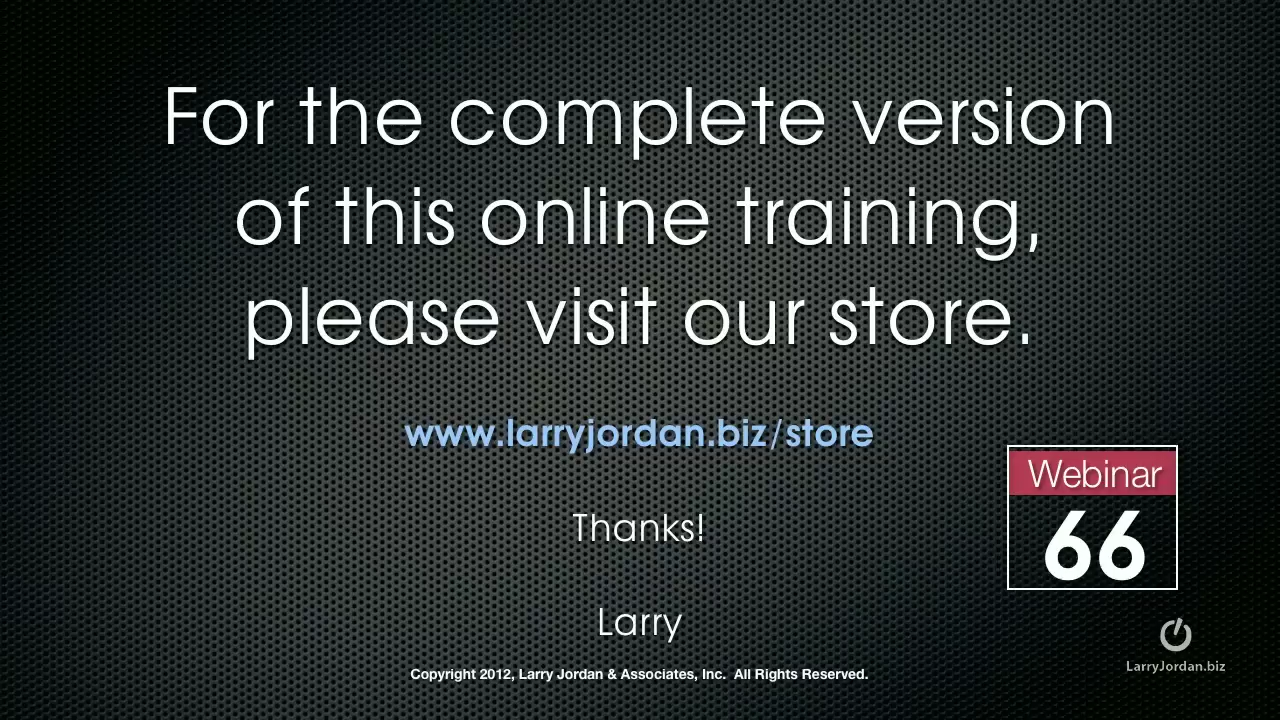 For the complete version
of this online training,
please visit our store.
www.larryjordan.biz/store
Webinar
66
Thanks!
Larry
LarryJordan.biz
Copyright 2012, Larry Jordan & Associates, Inc.  All Rights Reserved.